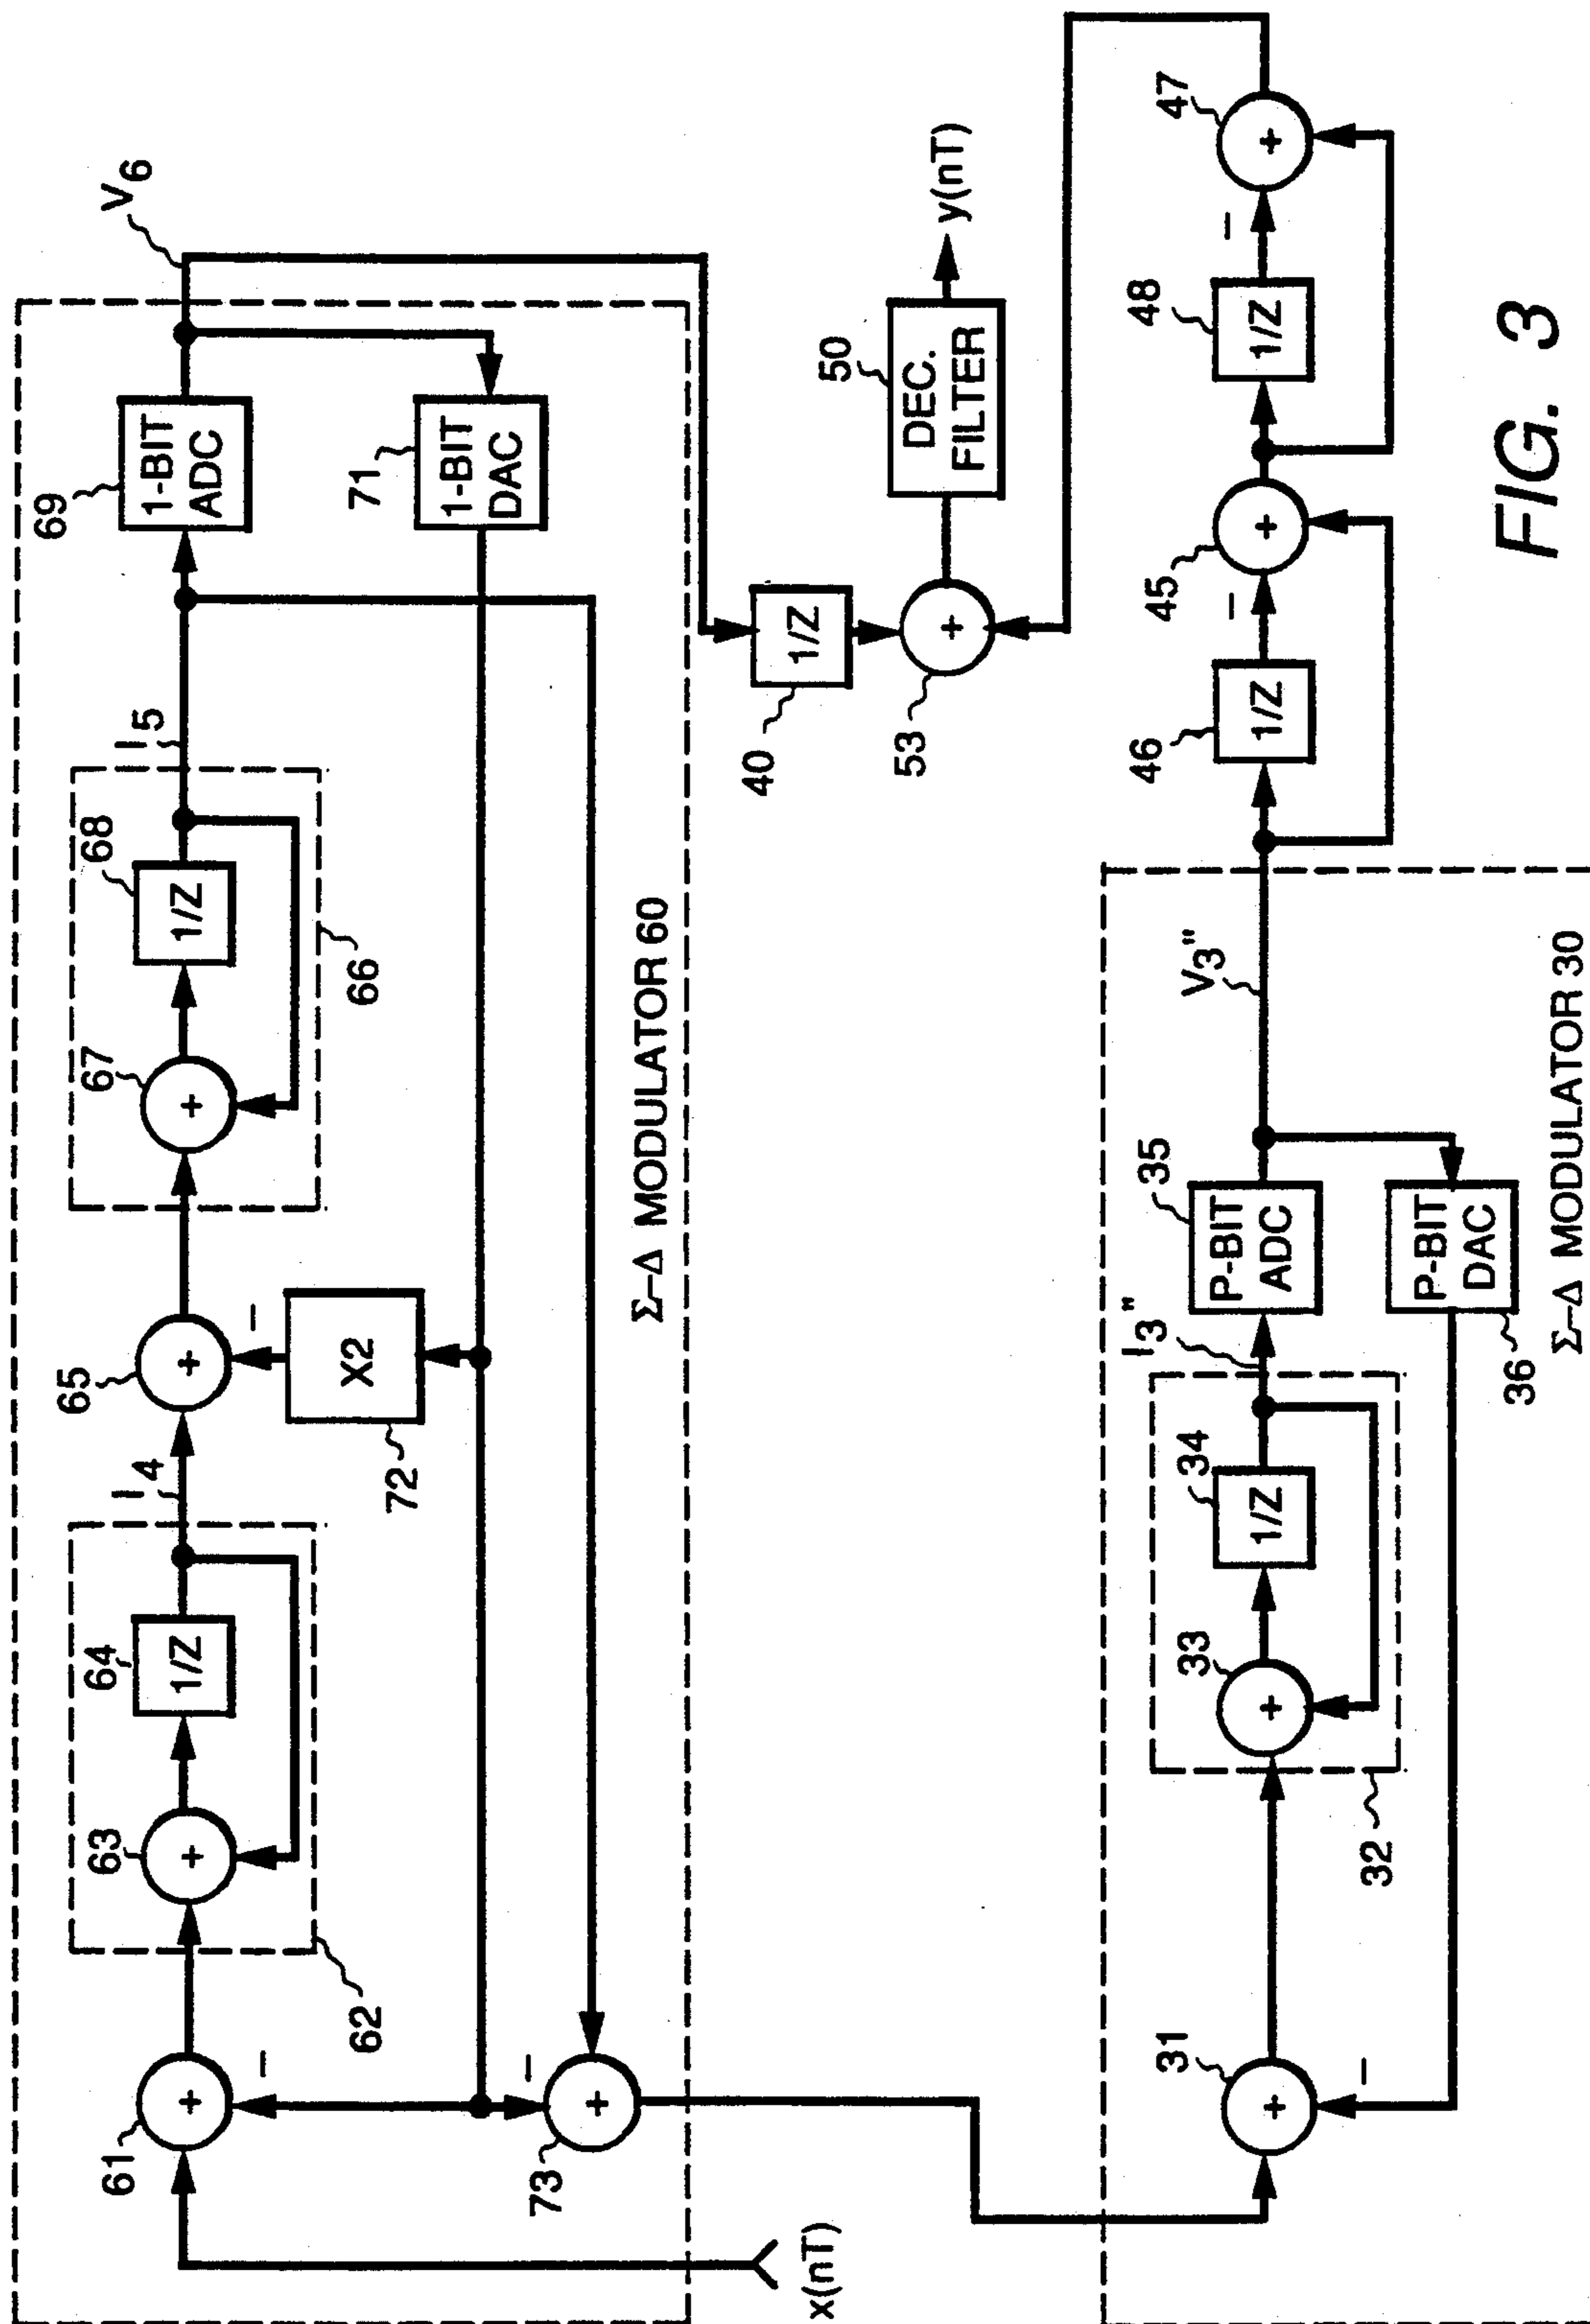 x(nT)
61
+
−
62
63
+
64
1/Z
I4
65
+
−
X2
72
66
67
+
68
1/Z
I5
69
1-BIT
ADC
71
1-BIT
DAC
V6
73
+
−
Σ–Δ MODULATOR 60
40
1/Z
53
+
50
DEC.
FILTER
y(nT)
31
+
−
32
33
+
34
1/Z
I3"
35
P-BIT
ADC
36
P-BIT
DAC
V3"
Σ–Δ MODULATOR 30
46
1/Z
−
45
+
48
1/Z
−
47
+
FIG. 3